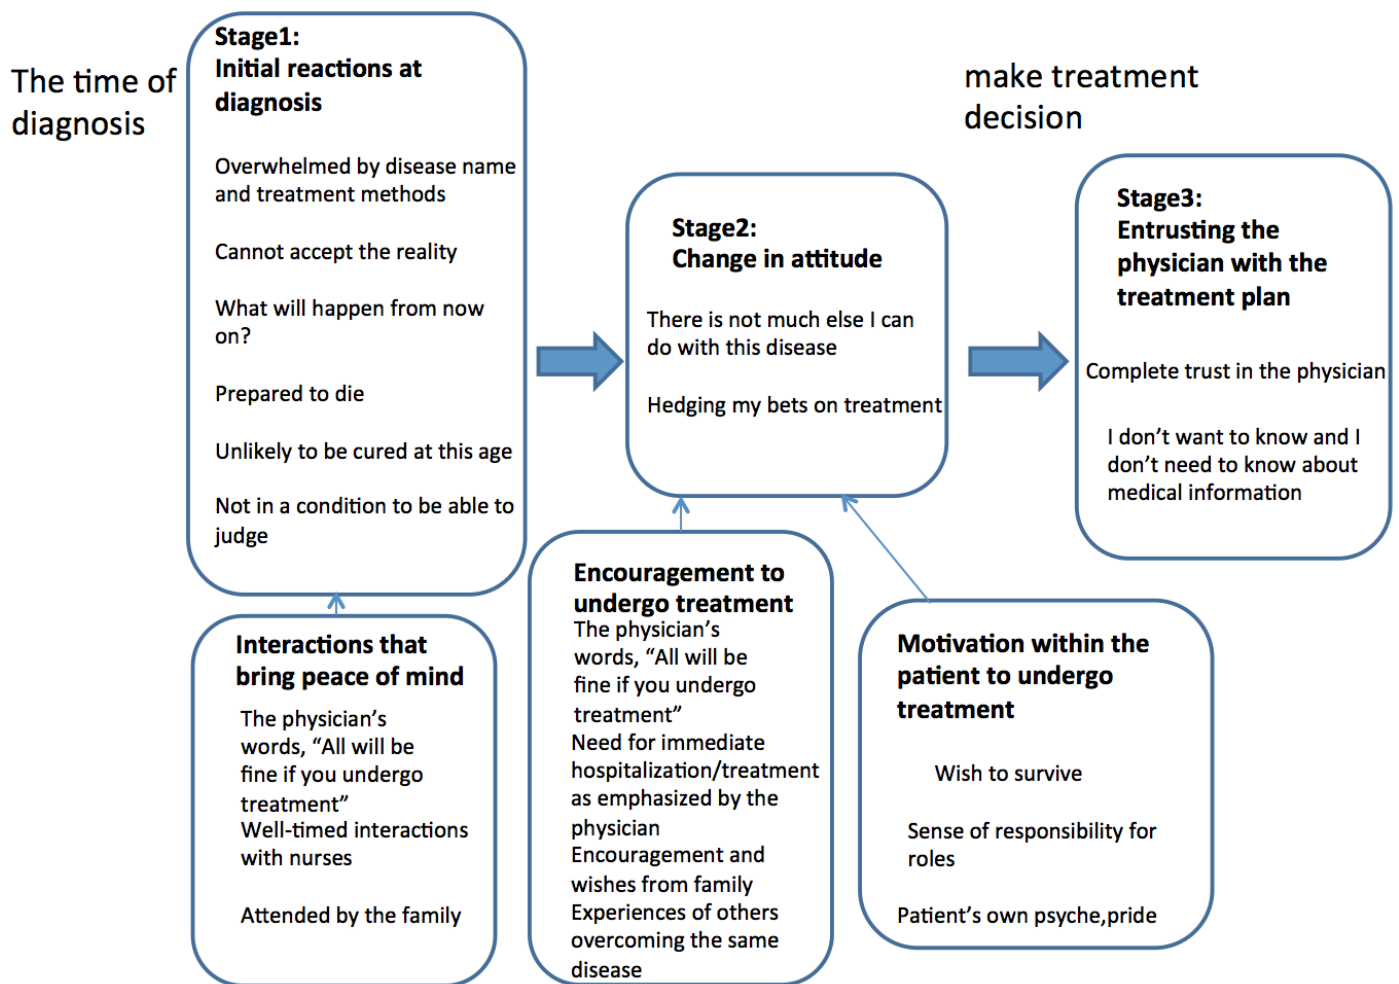 The time of
diagnosis
Stage1:
Initial reactions at
diagnosis
Overwhelmed by disease name
and treatment methods
Cannot accept the reality
What will happen from now
on?
Prepared to die
Unlikely to be cured at this age
Not in a condition to be able to
judge
Interactions that
bring peace of mind
The physician’s
words, “All will be
fine if you undergo
treatment”
Well-timed interactions
with nurses
Attended by the family
Stage2:
Change in attitude
There is not much else I can
do with this disease
Hedging my bets on treatment
Encouragement to
undergo treatment
The physician’s
words, “All will be
fine if you undergo
treatment”
Need for immediate
hospitalization/treatment
as emphasized by the
physician
Encouragement and
wishes from family
Experiences of others
overcoming the same
disease
Motivation within the
patient to undergo
treatment
Wish to survive
Sense of responsibility for
roles
Patient’s own psyche,pride
make treatment
decision
Stage3:
Entrusting the
physician with the
treatment plan
Complete trust in the physician
I don’t want to know and I
don’t need to know about
medical information